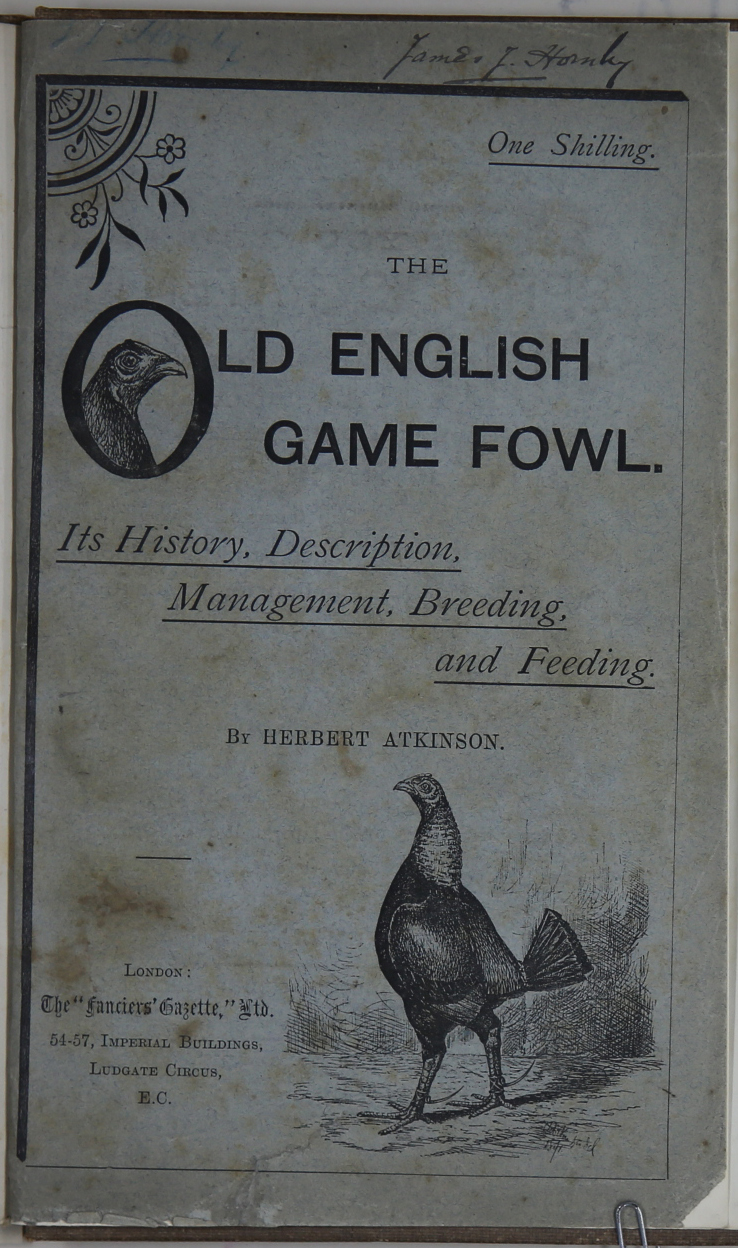 James J. Hornby
One Shilling.
THE
OLD ENGLISH
GAME FOWL.
Its History, Description,
Management, Breeding,
and Feeding.
By HERBERT ATKINSON.
London:
The "Fanciers' Gazette," Ltd.
54-57, Imperial Buildings,
Ludgate Circus,
E.C.